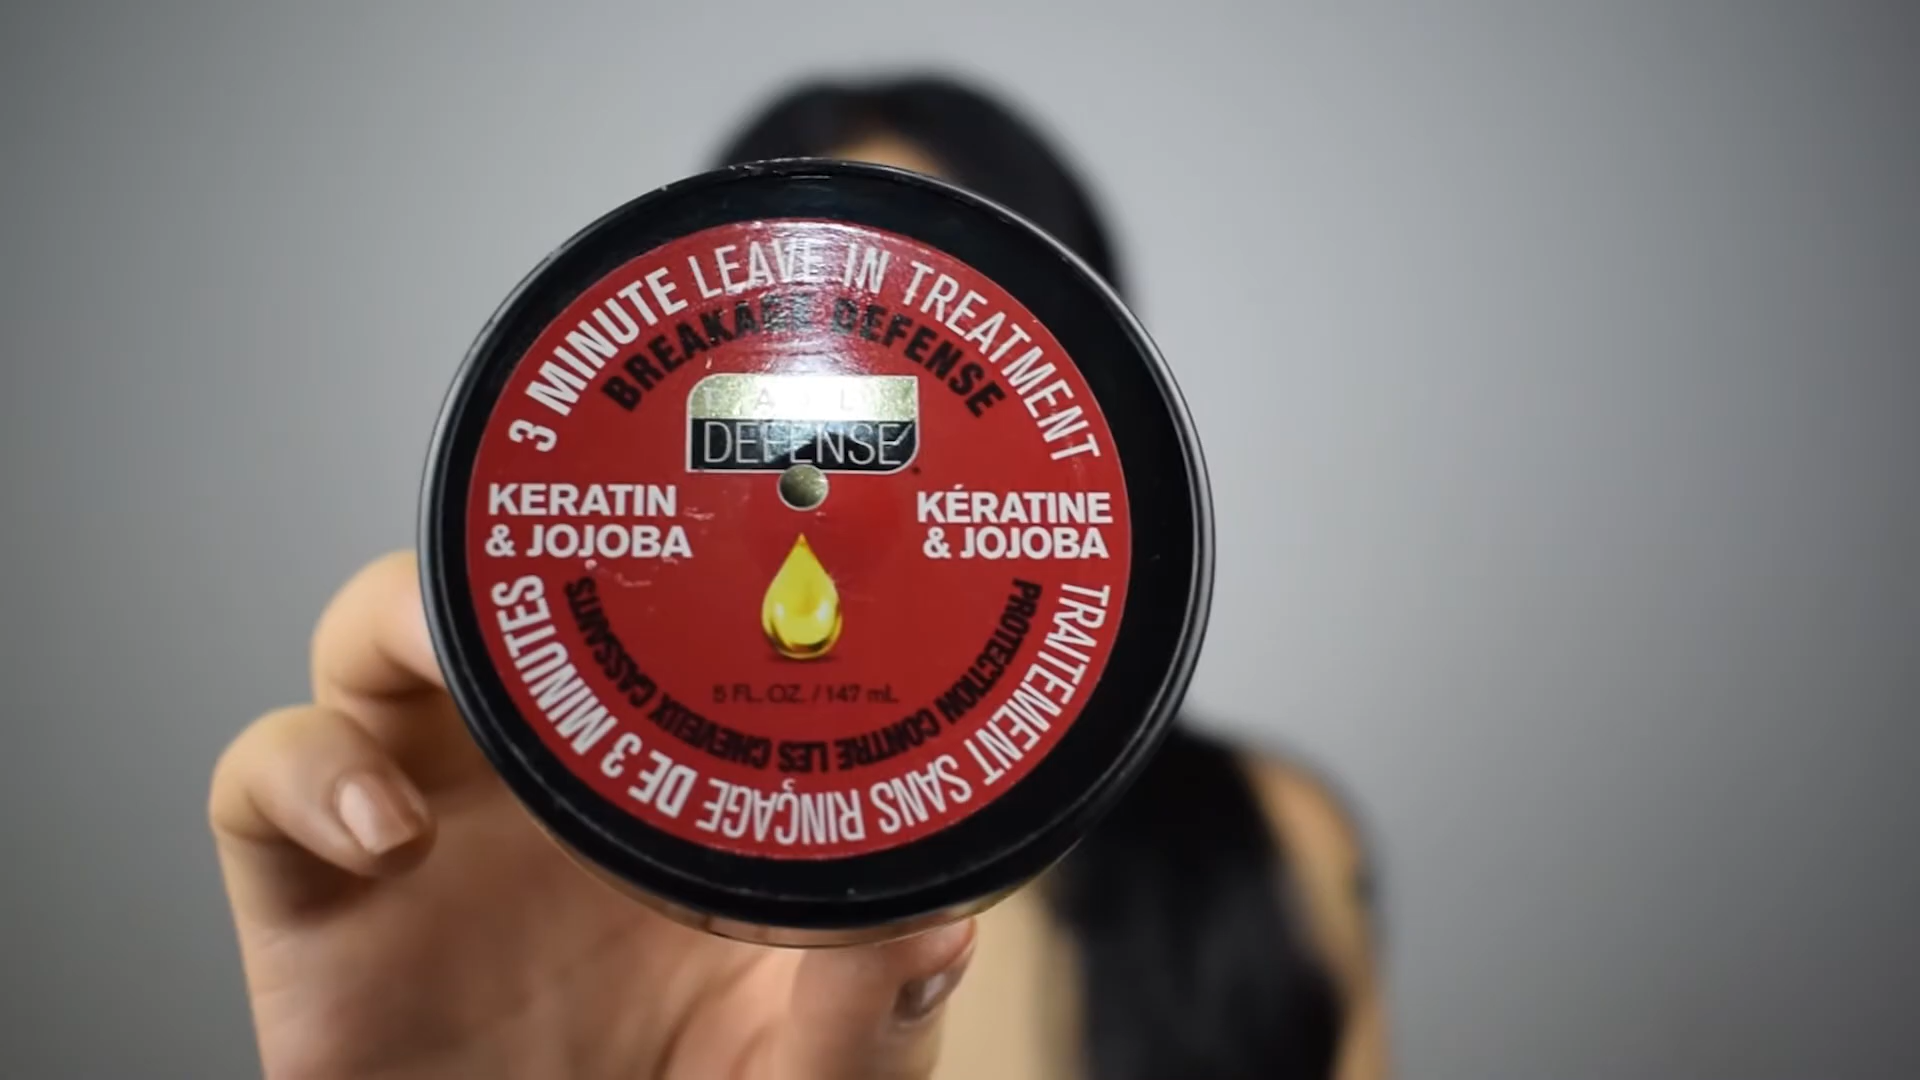 3 MINUTE LEAVE IN TREATMENT
BREAKAGE DEFENSE
DEFENSE
KERATIN
& JOJOBA
KÉRATINE
& JOJOBA
5 FL. OZ. / 147 mL
PROTECTION CONTRE LES CHEVEUX CASSSANTS
TRAITEMENT SANS RINÇAGE DE 3 MINUTES